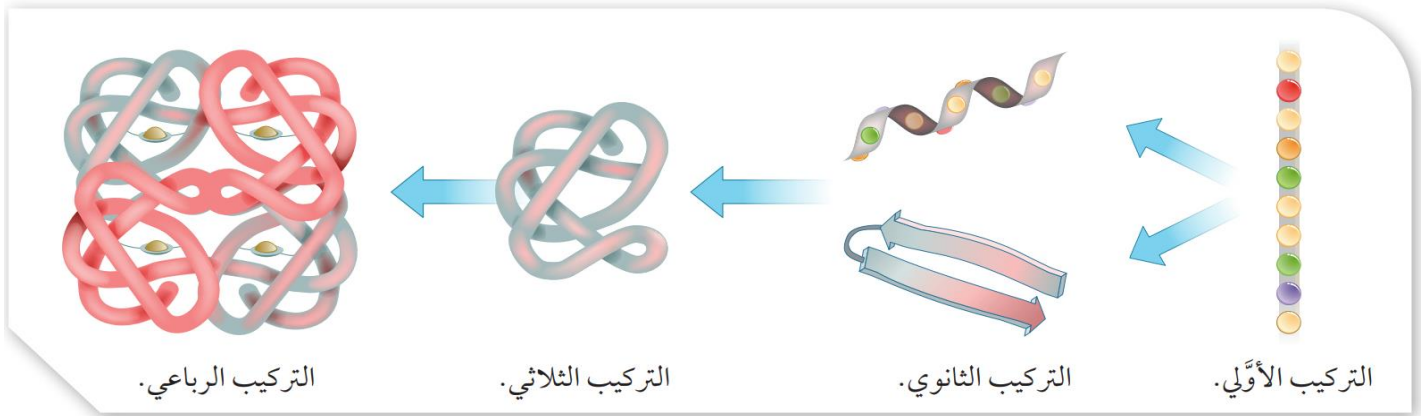 التركيب الأوَّلي.
التركيب الثانوي.
التركيب الثلاثي.
التركيب الرباعي.